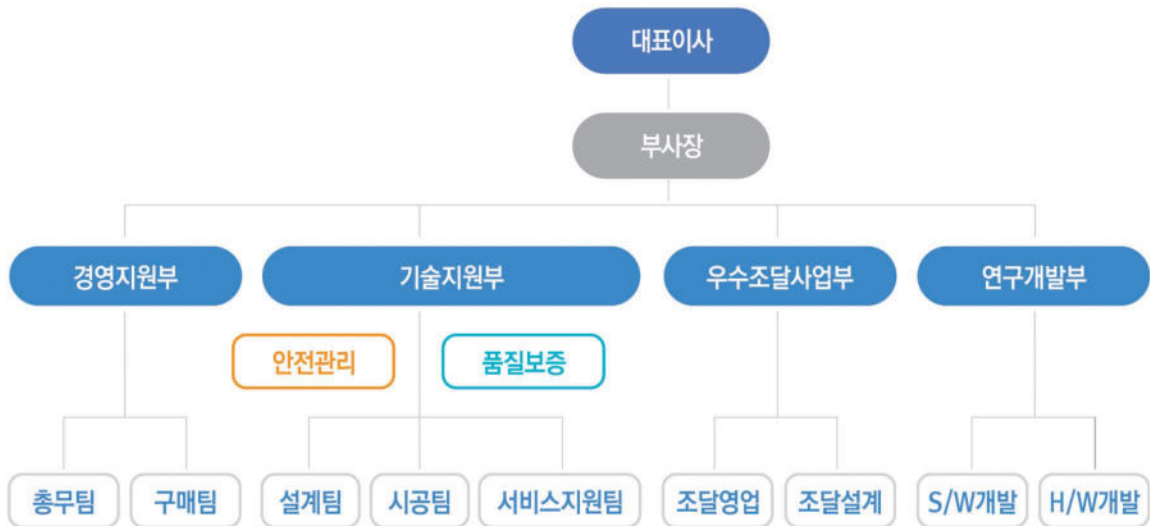 대표이사
부사장
경영지원부 기술지원부 우수조달사업부 연구개발부
안전관리 품질보증
총무팀 구매팀 설계팀 시공팀 서비스지원팀 조달영업 조달설계 S/W개발 H/W개발